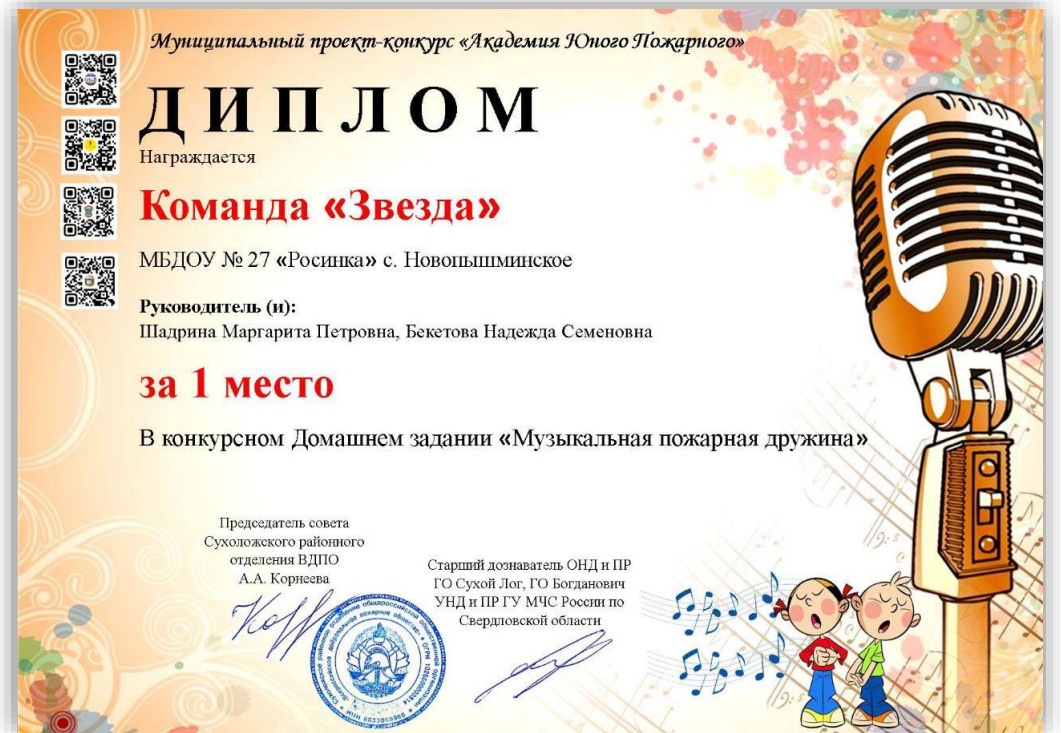 Муниципальный проект-конкурс «Академия Юного Пожарного»
ДИПЛОМ
Награждается
Команда «Звезда»
МБДОУ № 27 «Росинка» с. Новопышминское
Руководитель (и):
Шадрина Маргарита Петровна, Бекетова Надежда Семеновна
за 1 место
В конкурсном Домашнем задании «Музыкальная пожарная дружина»
Председатель совета
Сухоложского районного
отделения ВДПО
А.А. Корнеева
Старший дознаватель ОНД и ПР
ГО Сухой Лог, ГО Богданович
УНД и ПР ГУ МЧС России по
Свердловской области